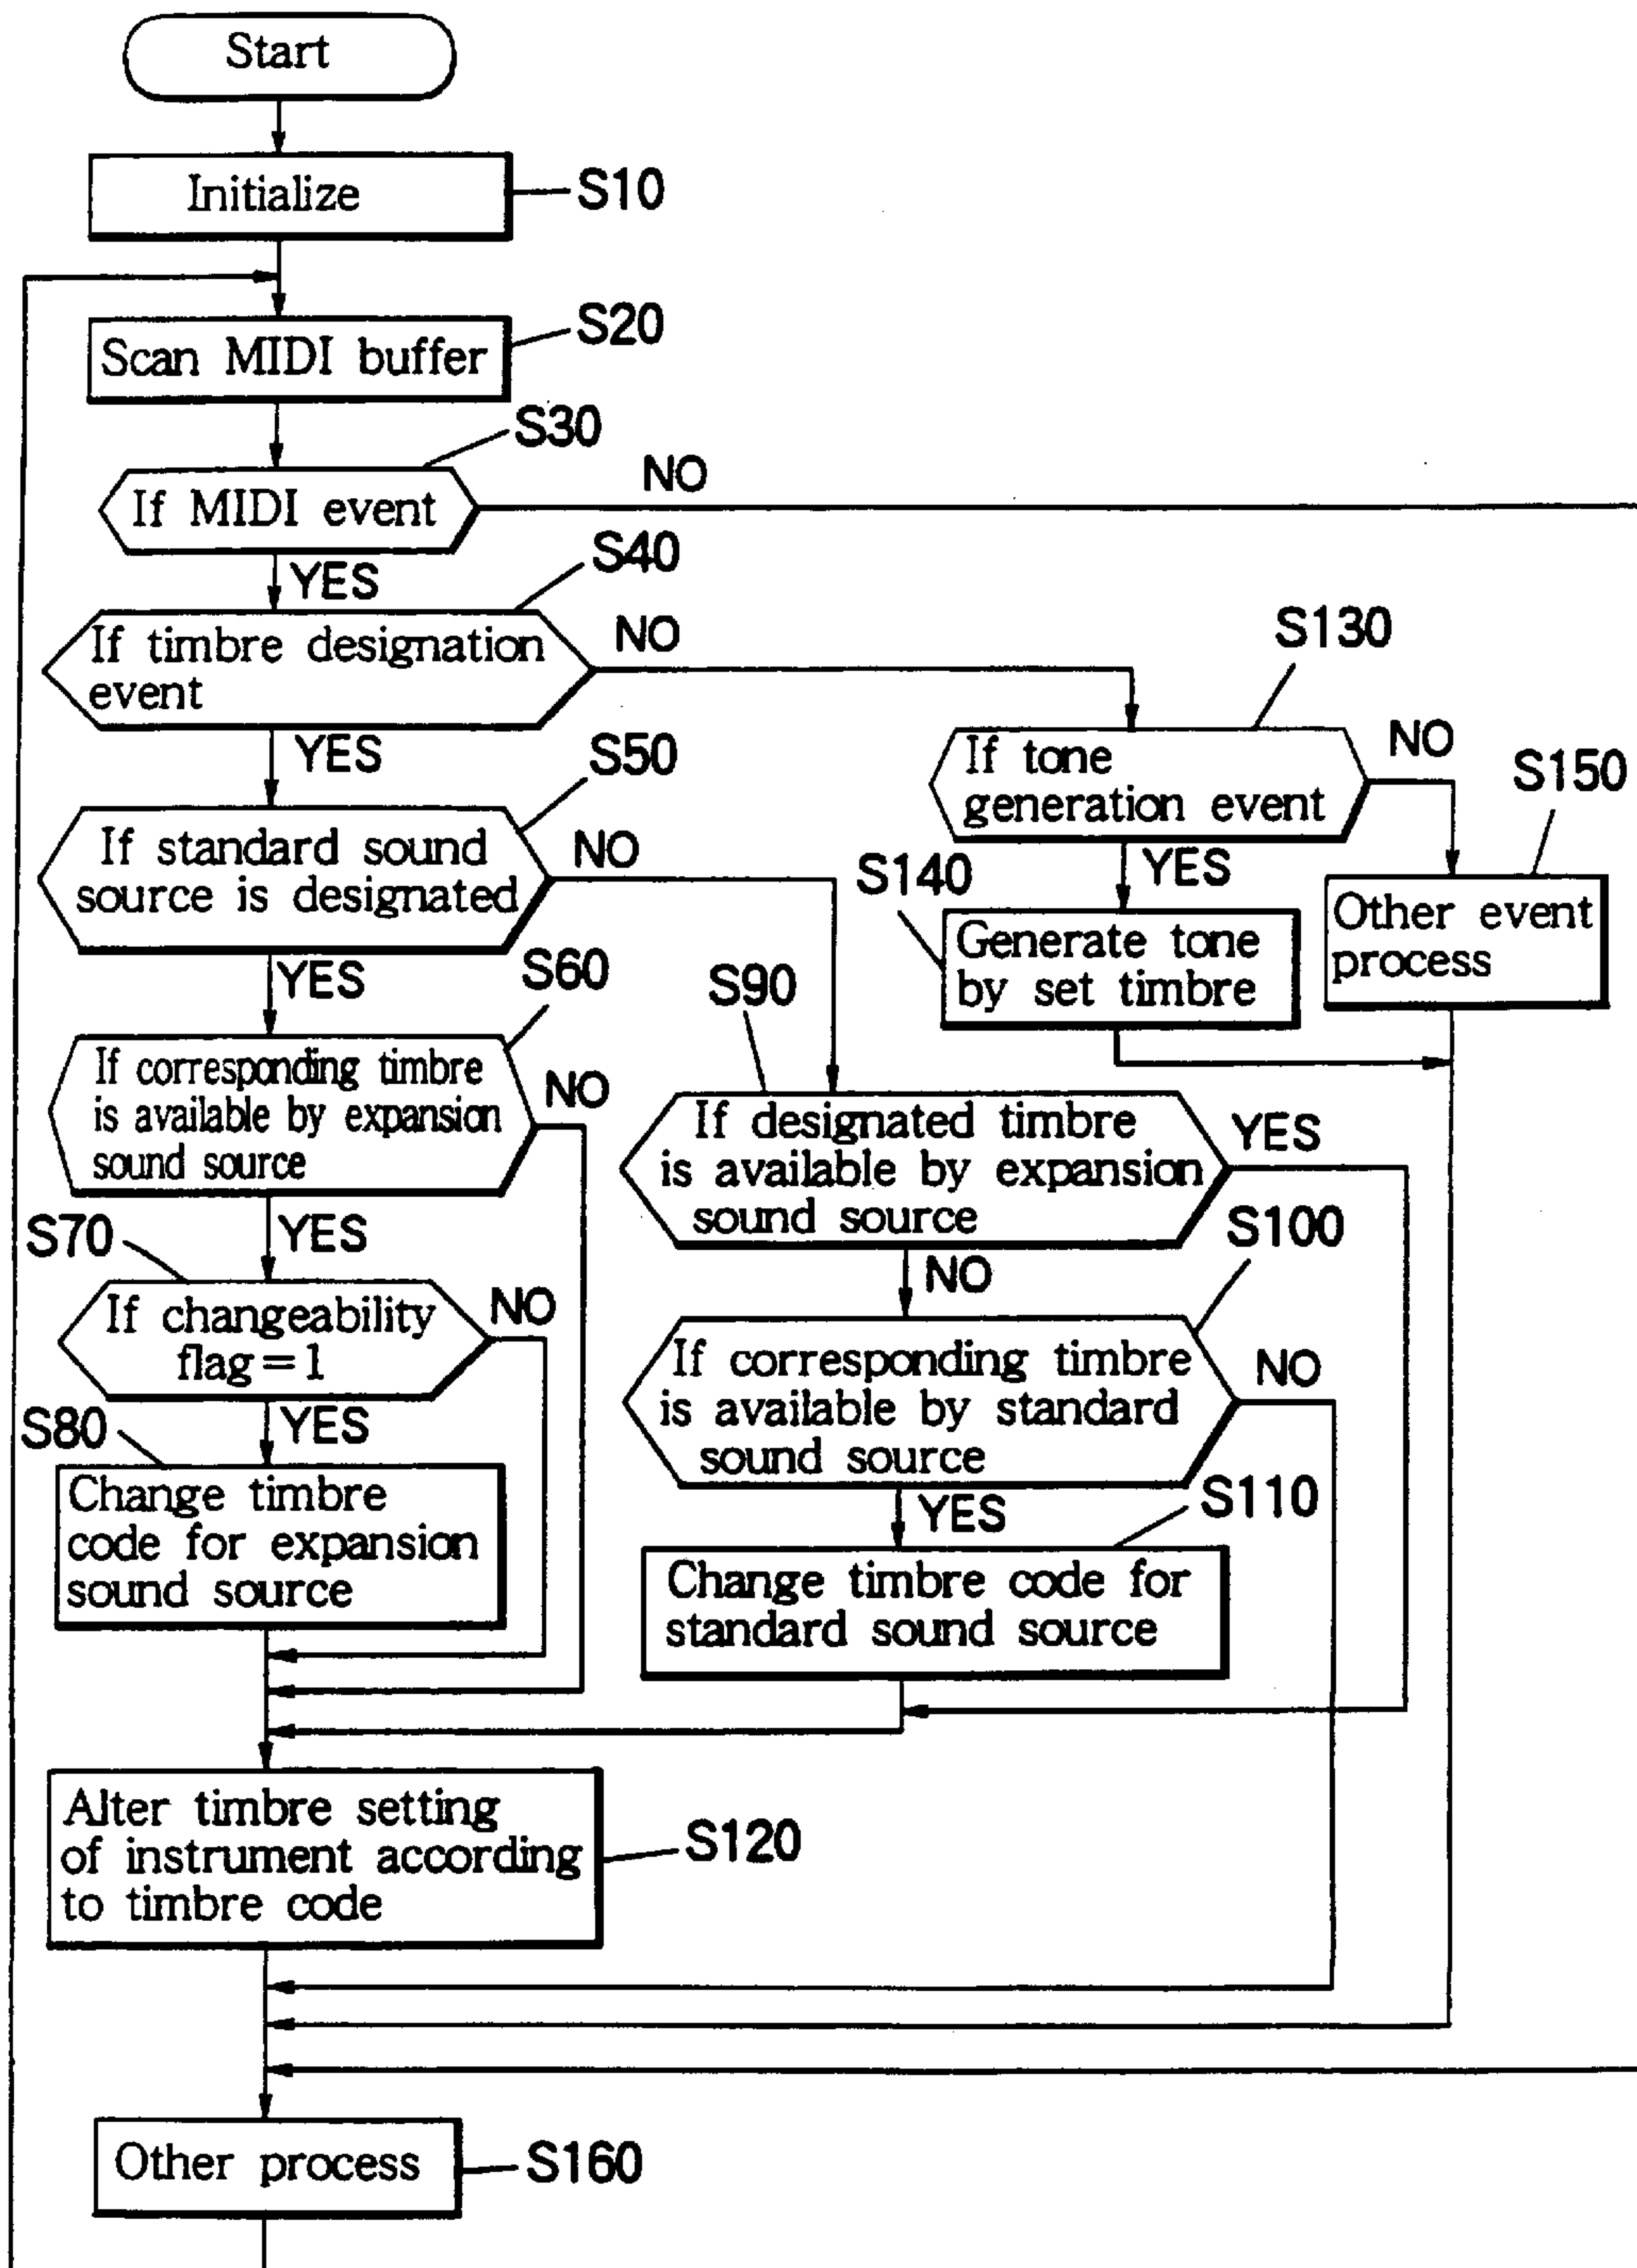 Start
Initialize
S10
Scan MIDI buffer
S20
S30
If MIDI event
NO
YES
S40
If timbre designation
event
NO
YES
S130
If tone
generation event
NO
YES
S150
Other event
process
S140
Generate tone
by set timbre
S50
If standard sound
source is designated
NO
YES
S60
If corresponding timbre
is available by expansion
sound source
NO
YES
S90
If designated timbre
is available by expansion
sound source
YES
NO
S70
If changeability
flag=1
NO
YES
S100
If corresponding timbre
is available by standard
sound source
NO
YES
S80
Change timbre
code for expansion
sound source
S110
Change timbre code for
standard sound source
Alter timbre setting
of instrument according
to timbre code
S120
Other process
S160